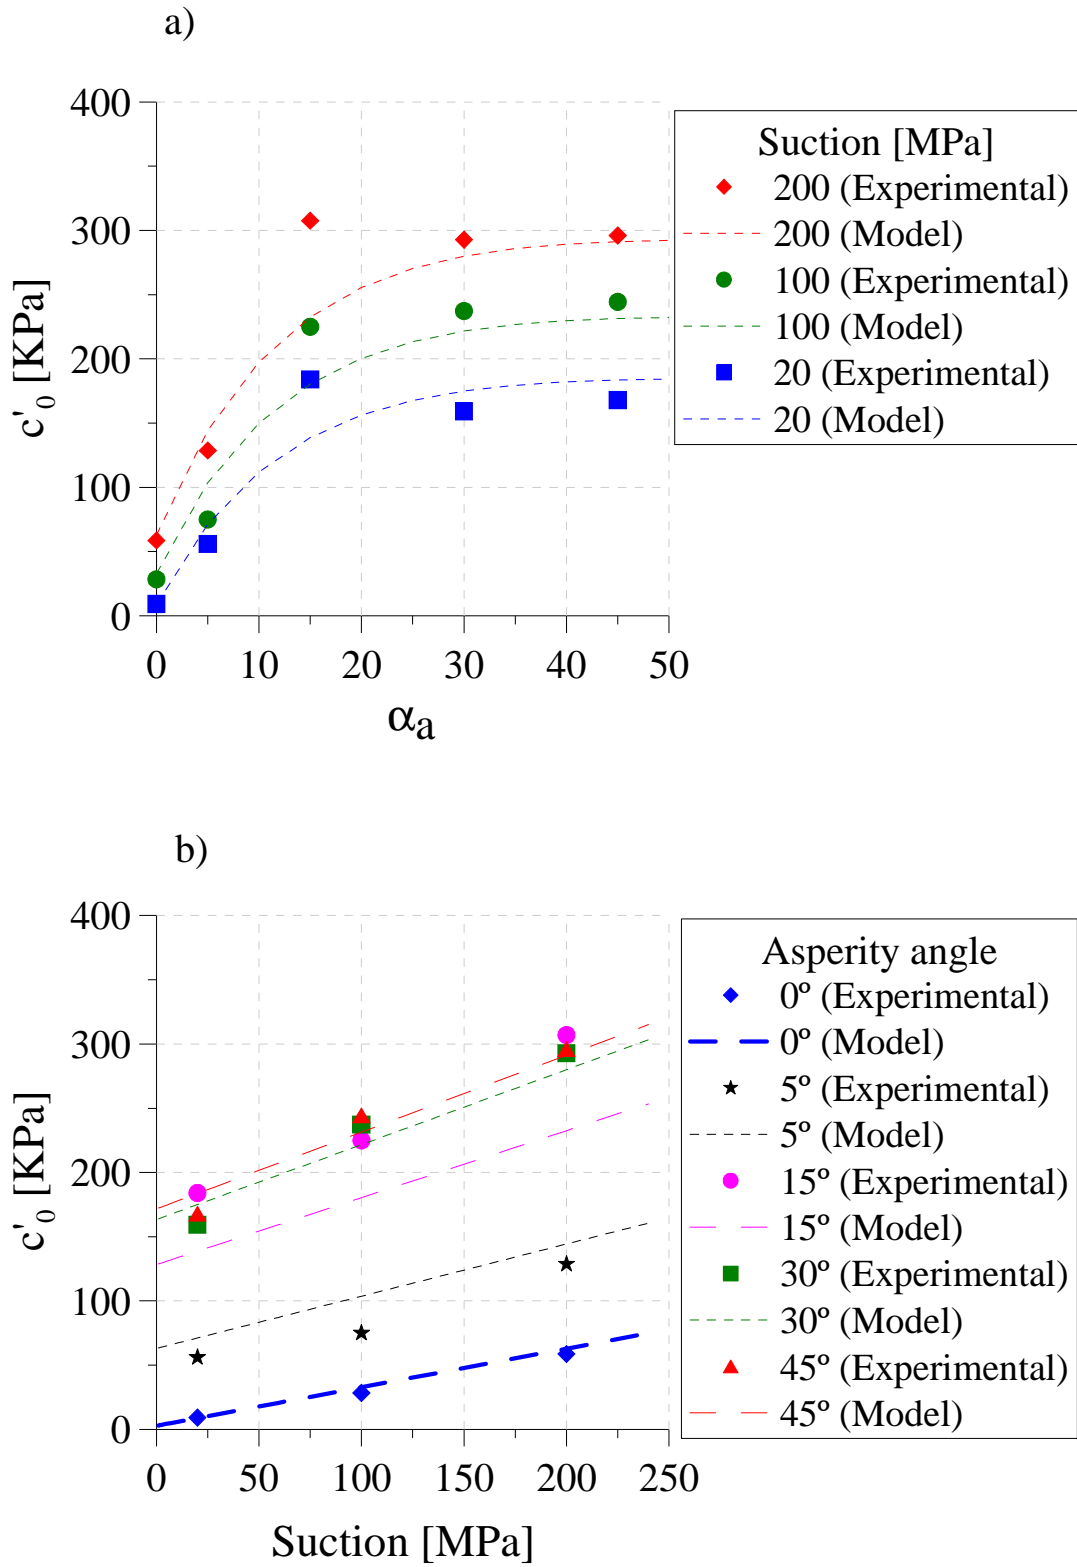 a)
400
300
200
100
0
c'0 [KPa]
0 10 20 30 40 50
αa
Suction [MPa]
200 (Experimental)
200 (Model)
100 (Experimental)
100 (Model)
20 (Experimental)
20 (Model)
b)
400
300
200
100
0
c'0 [KPa]
0 50 100 150 200 250
Suction [MPa]
Asperity angle
0º (Experimental)
0º (Model)
5º (Experimental)
5º (Model)
15º (Experimental)
15º (Model)
30º (Experimental)
30º (Model)
45º (Experimental)
45º (Model)